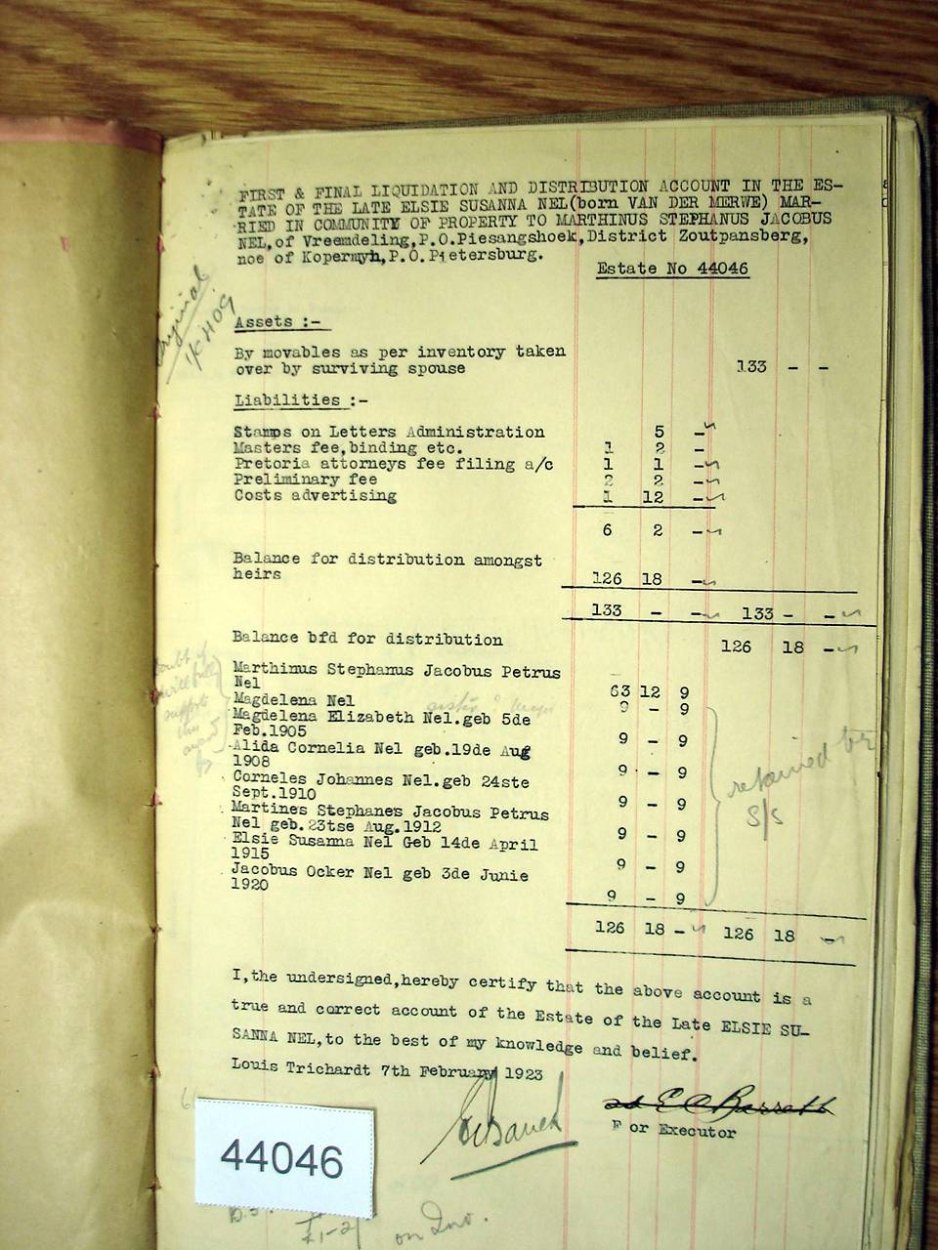 FIRST & FINAL LIQUIDATION AND DISTRIBUTION ACCOUNT IN THE ES-
TATE OF THE LATE ELSIE SUSANNA NEL(born VAN DER MERWE) MAR-
RIED IN COMMUNITY OF PROPERTY TO MARTHINUS STEPHANUS JACOBUS
NEL,of Vreemdeling,P.O.Piesangshoek,District Zoutpansberg,
noe of Kopermyh,P.O.Pietersburg.
Estate No 44046
Original
Assets :-
By movables as per inventory taken
over by surviving spouse 133 - -
Liabilities :-
Stamps on Letters Administration 5 -
Masters fee,binding etc. 1 2 -
Pretoria attorneys fee filing a/c 1 1 -
Preliminary fee 2 2 -
Costs advertising 1 12 -
6 2 -
Balance for distribution amongst
heirs 126 18 -
133 - - 133 - -
Balance bfd for distribution 126 18 -
Marthinus Stephanus Jacobus Petrus
Nel 63 12 9
Magdelena Nel 9 - 9
Magdelena Elizabeth Nel.geb 5de
Feb.1905 9 - 9
Alida Cornelia Nel geb.19de Aug
1908 9 - 9
Corneles Johannes Nel.geb 24ste
Sept.1910 9 - 9
Martines Stephanes Jacobus Petrus
Nel geb.23tse Aug.1912 9 - 9
Elsie Susanna Nel Geb 14de April
1915 9 - 9
Jacobus Ocker Nel geb 3de Junie
1920 9 - 9
retained by
S/s
126 18 - 126 18 -
I,the undersigned,hereby certify that the above account is a
true and correct account of the Estate of the Late ELSIE SU-
SANNA NEL,to the best of my knowledge and belief.
Louis Trichardt 7th February 1923
F or Executor
44046
£1-2/ on Inv.